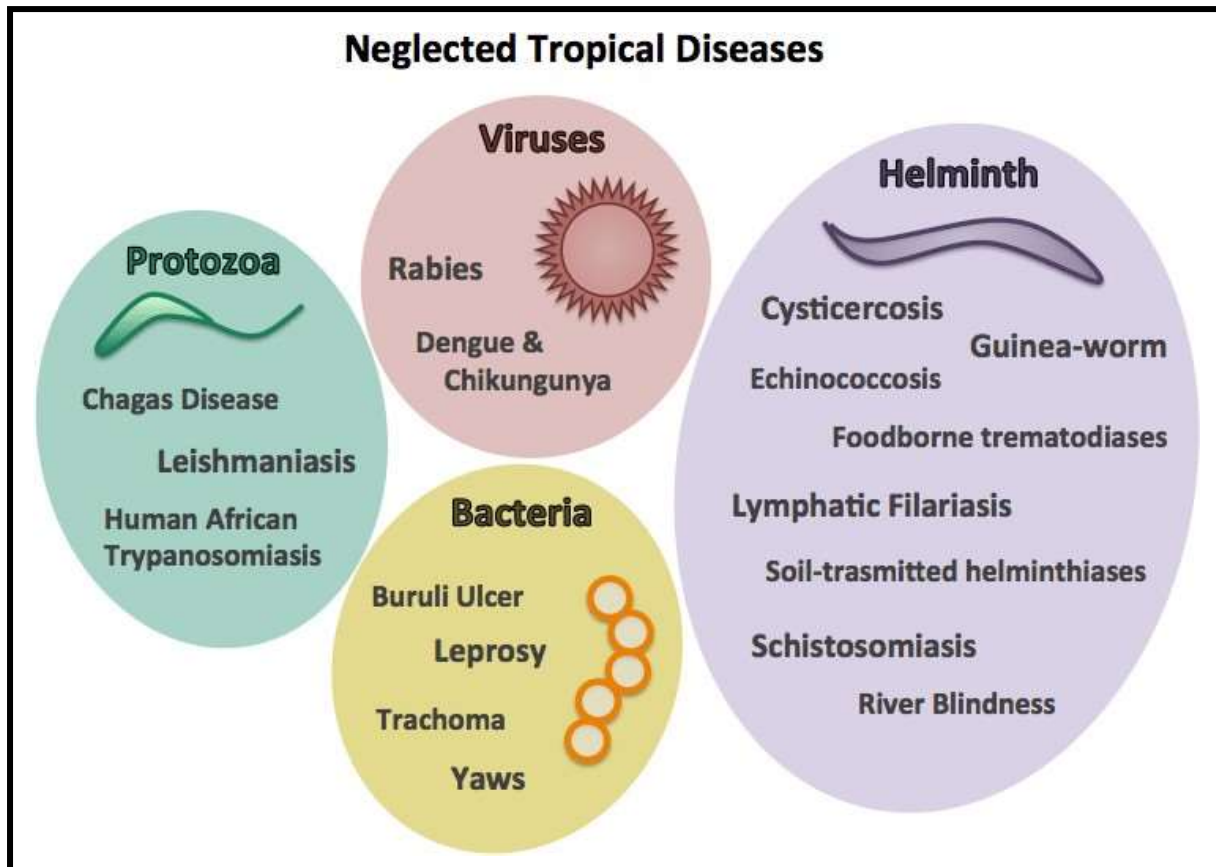 Neglected Tropical Diseases
Viruses
Rabies
Dengue &
Chikungunya
Protozoa
Chagas Disease
Leishmaniasis
Human African
Trypanosomiasis
Bacteria
Buruli Ulcer
Leprosy
Trachoma
Yaws
Helminth
Cysticercosis
Guinea-worm
Echinococcosis
Foodborne trematodiases
Lymphatic Filariasis
Soil-trasmitted helminthiases
Schistosomiasis
River Blindness